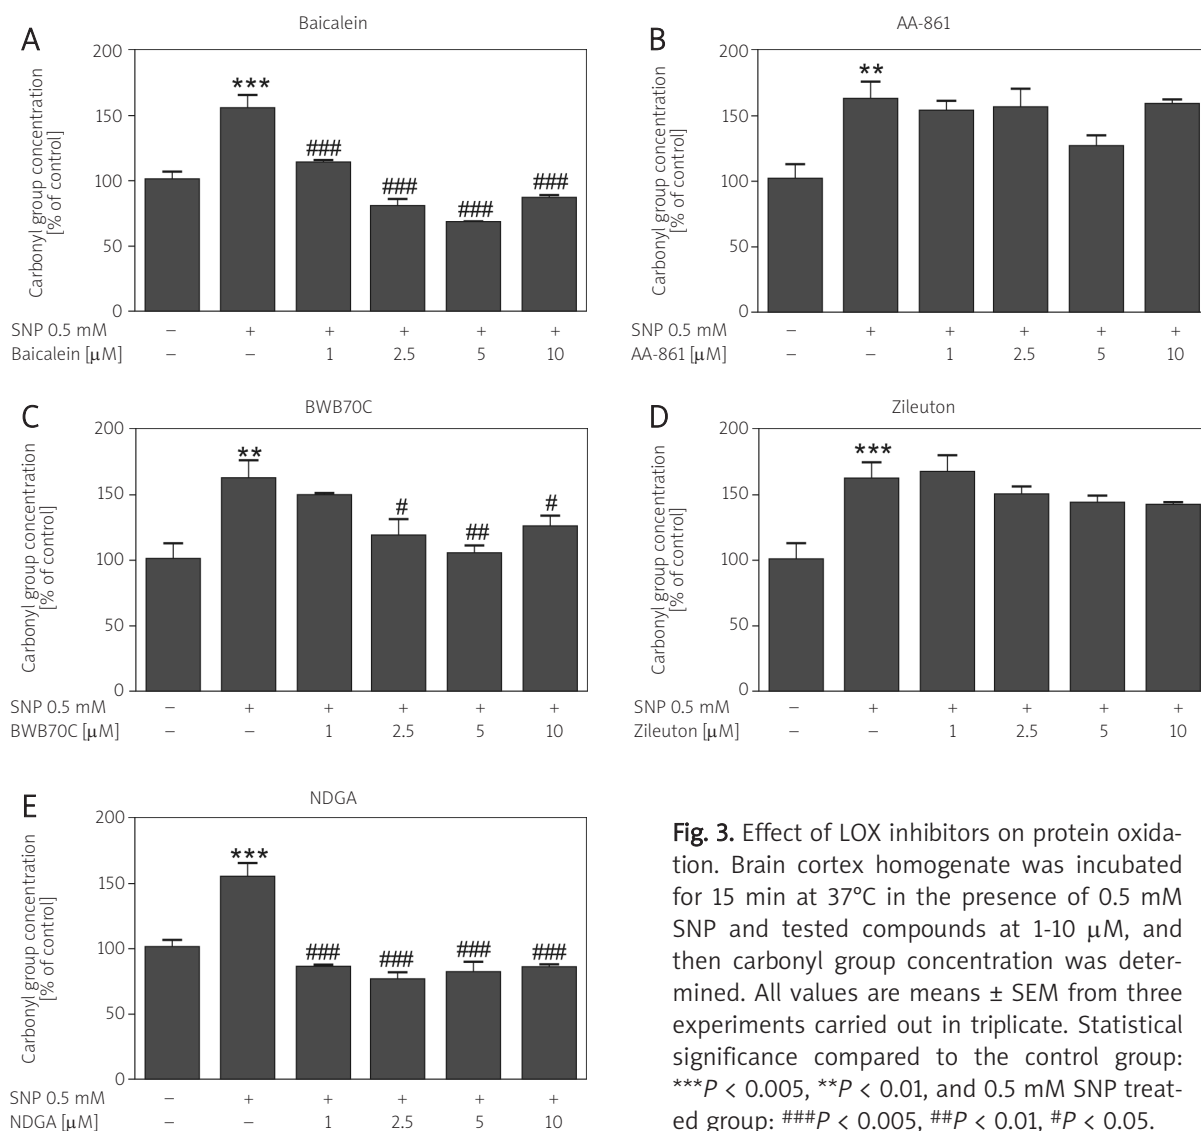 A
Baicalein
Carbonyl group concentration
[% of control]
200
150
100
50
0
***
###
###
###
###
SNP 0.5 mM – + + + + +
Baicalein [µM] – – 1 2.5 5 10
B
AA-861
Carbonyl group concentration
[% of control]
200
150
100
50
0
**
SNP 0.5 mM – + + + + +
AA-861 [µM] – – 1 2.5 5 10
C
BWB70C
Carbonyl group concentration
[% of control]
200
150
100
50
0
**
#
##
#
SNP 0.5 mM – + + + + +
BWB70C [µM] – – 1 2.5 5 10
D
Zileuton
Carbonyl group concentration
[% of control]
200
150
100
50
0
***
SNP 0.5 mM – + + + + +
Zileuton [µM] – – 1 2.5 5 10
E
NDGA
Carbonyl group concentration
[% of control]
200
150
100
50
0
***
###
###
###
###
SNP 0.5 mM – + + + + +
NDGA [µM] – – 1 2.5 5 10
Fig. 3. Effect of LOX inhibitors on protein oxida-
tion. Brain cortex homogenate was incubated
for 15 min at 37°C in the presence of 0.5 mM
SNP and tested compounds at 1-10 µM, and
then carbonyl group concentration was deter-
mined. All values are means ± SEM from three
experiments carried out in triplicate. Statistical
significance compared to the control group:
***P < 0.005, **P < 0.01, and 0.5 mM SNP treat-
ed group: ###P < 0.005, ##P < 0.01, #P < 0.05.